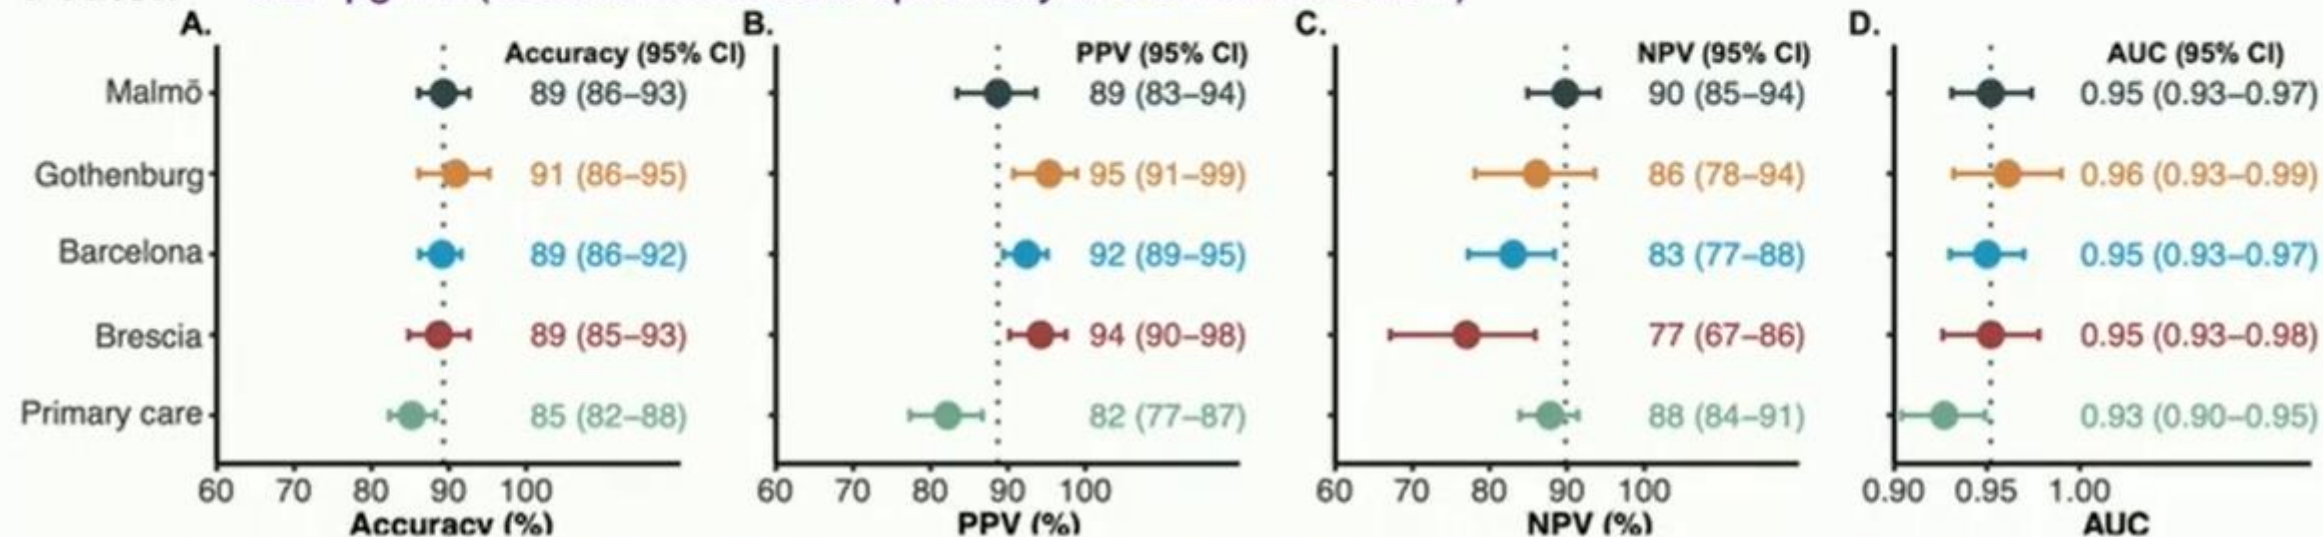 A.
Accuracy (95% CI)
Malmö
89 (86–93)
Gothenburg
91 (86–95)
Barcelona
89 (86–92)
Brescia
89 (85–93)
Primary care
85 (82–88)
60 70 80 90 100
Accuracy (%)
B.
PPV (95% CI)
89 (83–94)
95 (91–99)
92 (89–95)
94 (90–98)
82 (77–87)
60 70 80 90 100
PPV (%)
C.
NPV (95% CI)
90 (85–94)
86 (78–94)
83 (77–88)
77 (67–86)
88 (84–91)
60 70 80 90 100
NPV (%)
D.
AUC (95% CI)
0.95 (0.93–0.97)
0.96 (0.93–0.99)
0.95 (0.93–0.97)
0.95 (0.93–0.98)
0.93 (0.90–0.95)
0.90 0.95 1.00
AUC